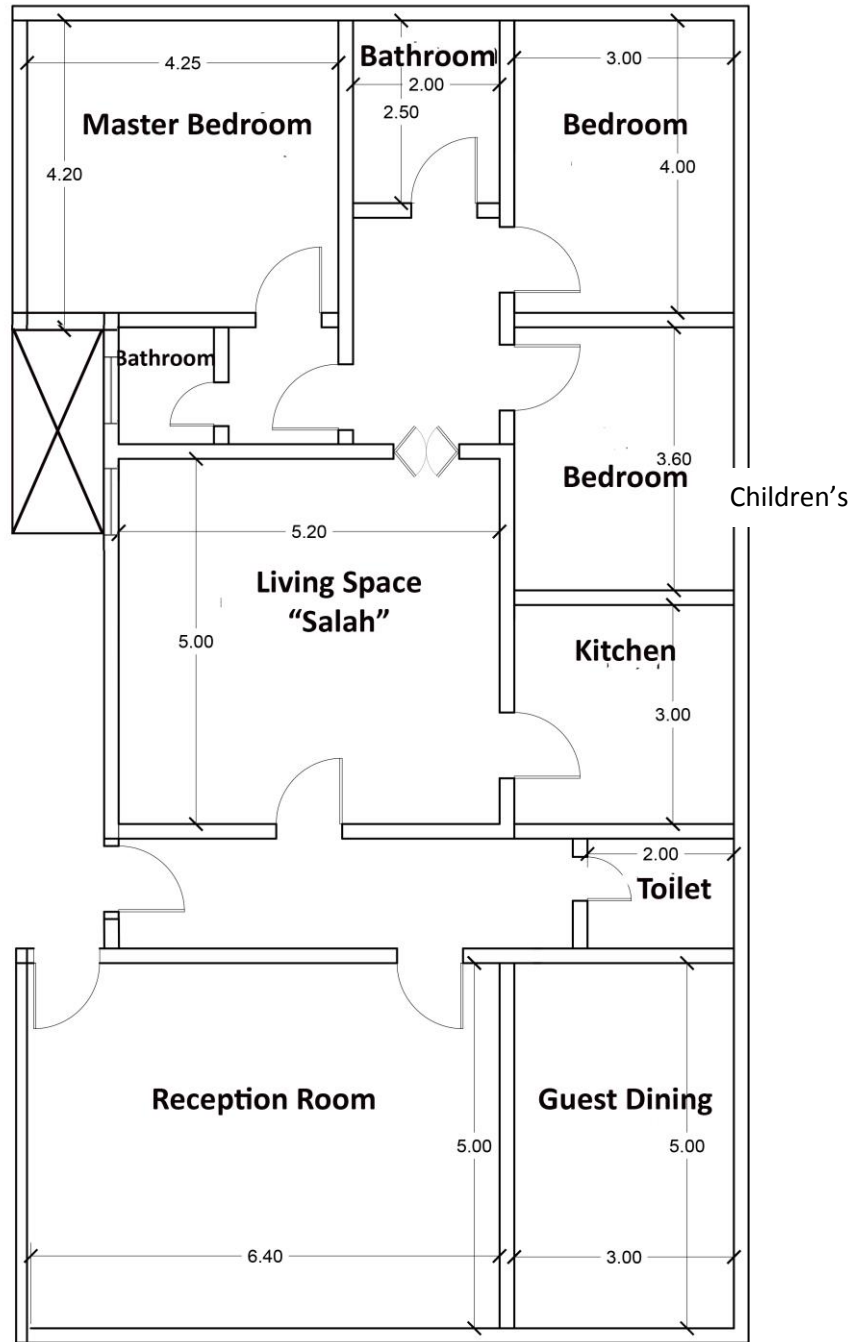 Bathroom
4.25
3.00
2.00
Master Bedroom
2.50
Bedroom
4.20
4.00
Bathroom
3.60
Bedroom
Children's
5.20
Living Space
“Salah”
5.00
Kitchen
3.00
2.00
Toilet
Reception Room
Guest Dining
5.00
5.00
6.40
3.00